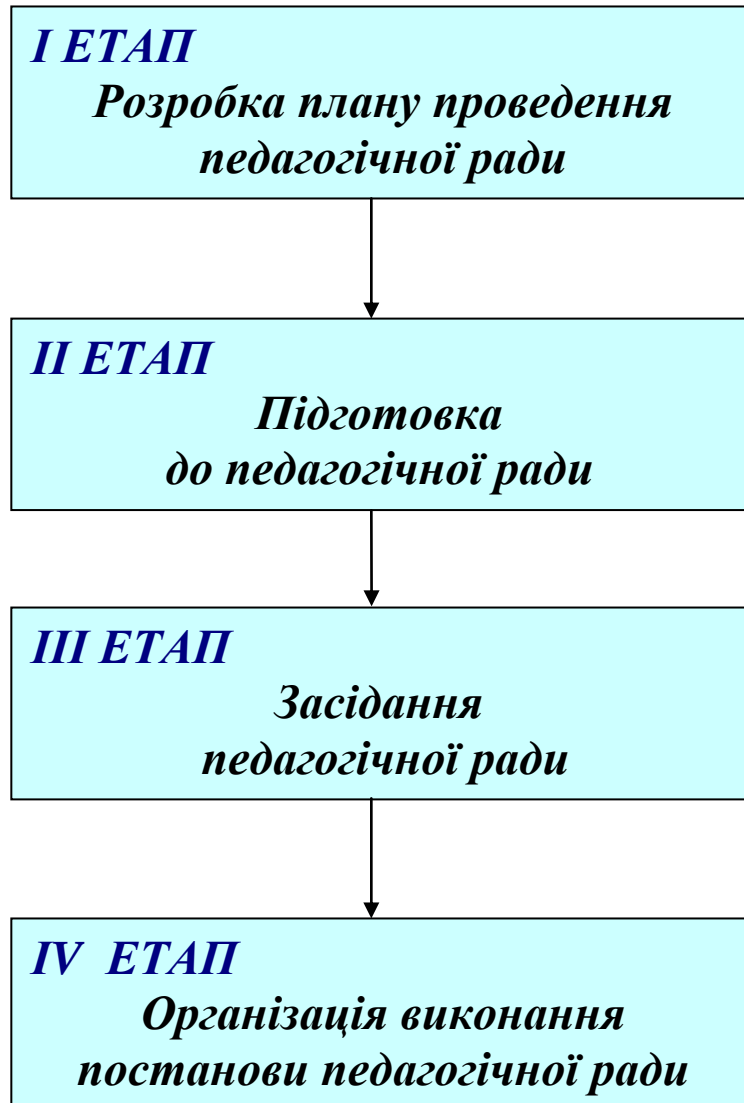 I ЕТАП
Розробка плану проведення
педагогічної ради
II ЕТАП
Підготовка
до педагогічної ради
III ЕТАП
Засідання
педагогічної ради
IV ЕТАП
Організація виконання
постанови педагогічної ради